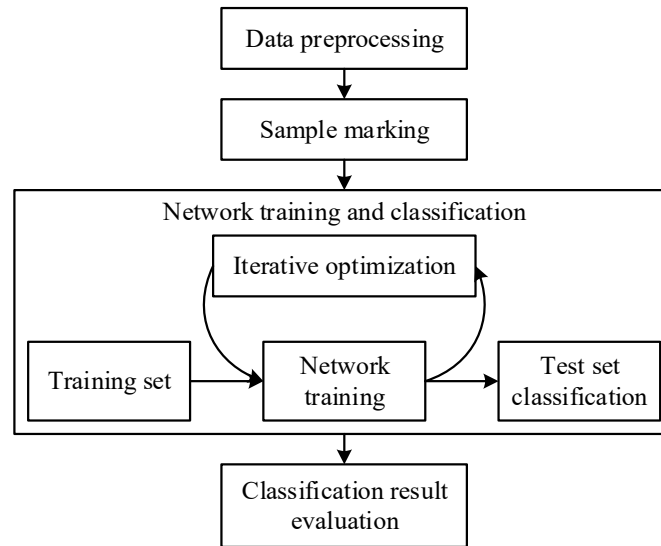 Data preprocessing
Sample marking
Network training and classification
Iterative optimization
Training set
Network
training
Test set
classification
Classification result
evaluation